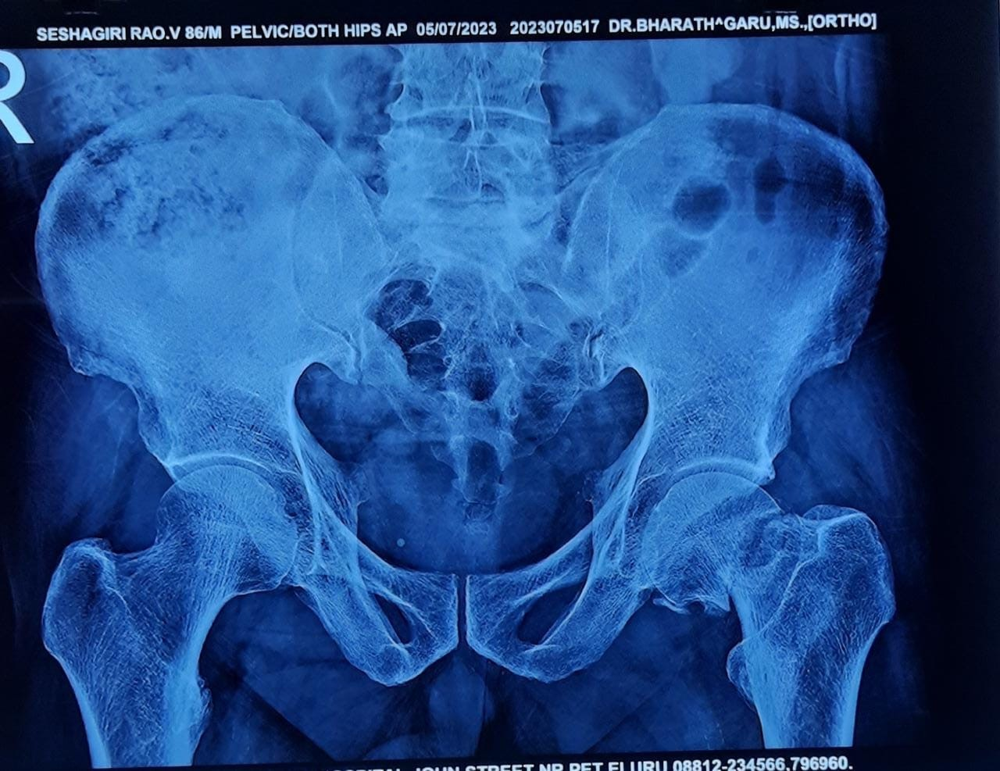 SESHAGIRI RAO.V 86/M PELVIC/BOTH HIPS AP 05/07/2023 2023070517 DR.BHARATH^GARU,MS.,[ORTHO]
R
HOSPITAL, JOHN STREET NR PET ELURU 08812-234566,796960.